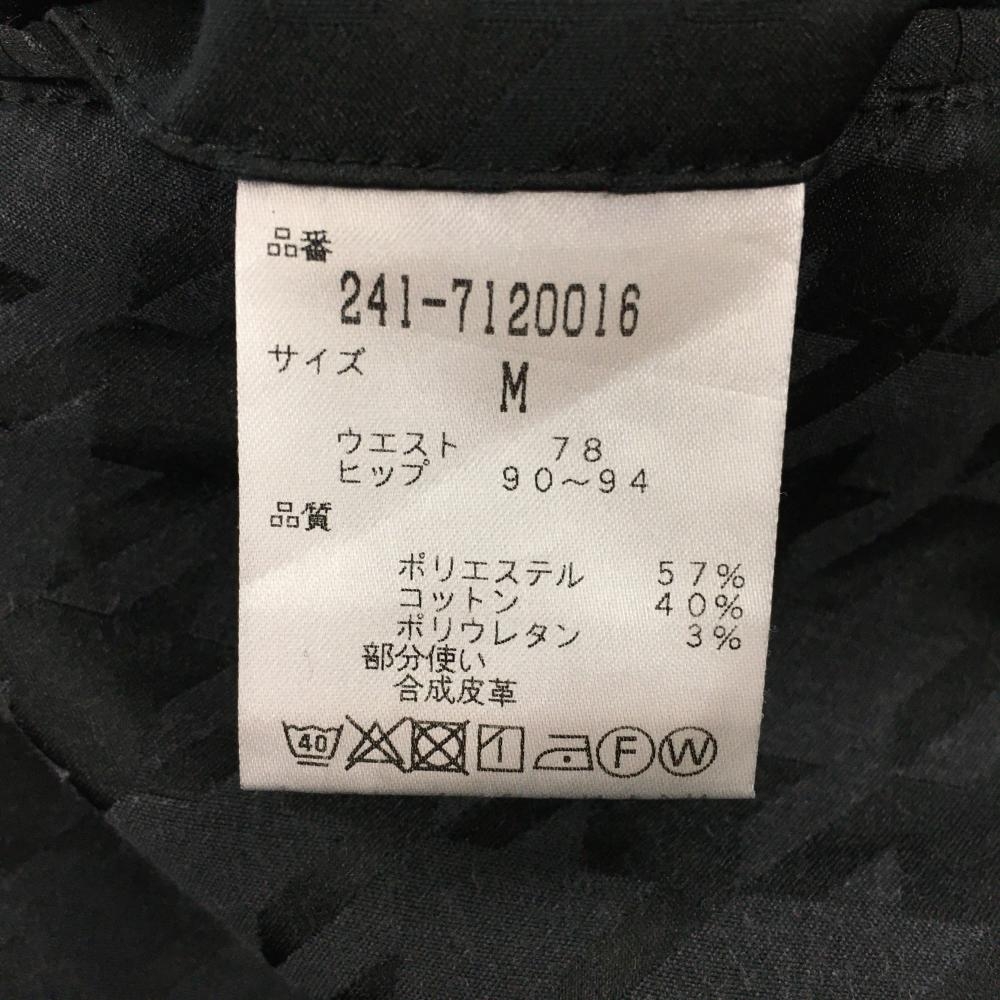 品番
241-7120016
サイズ
M
ウエスト 78
ヒップ 90～94
品質
ポリエステル 57%
コットン 40%
ポリウレタン 3%
部分使い
合成皮革
40 F W